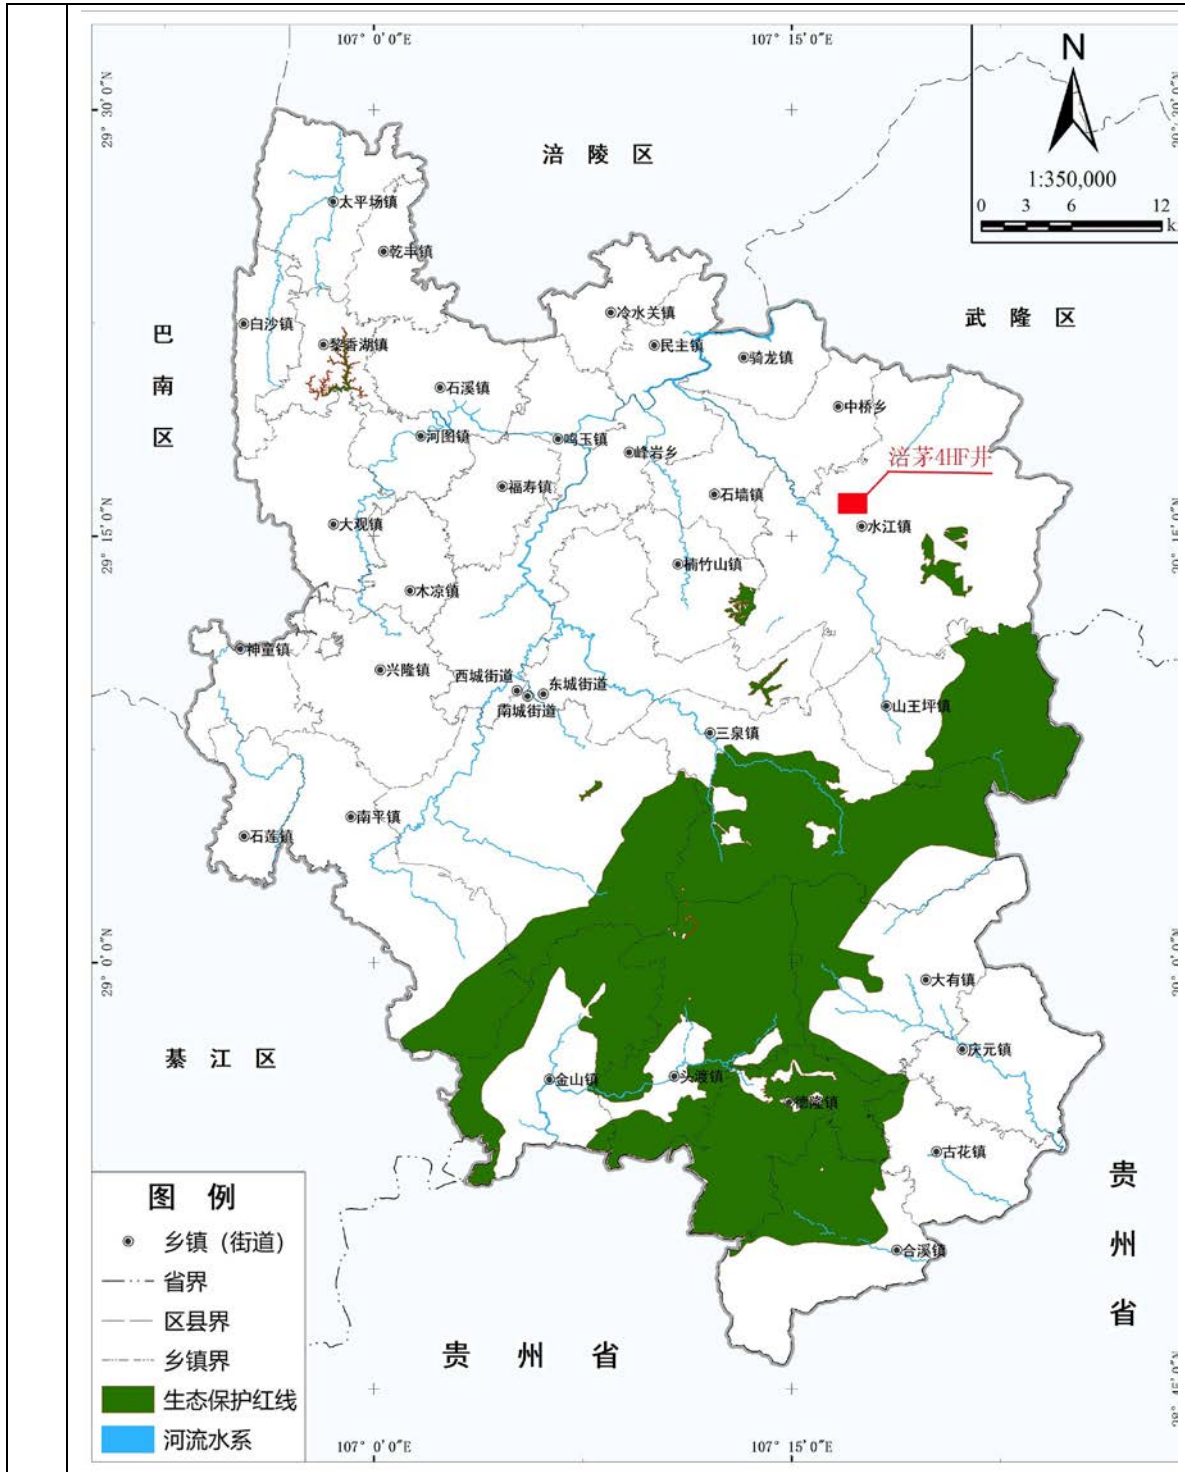 107° 0′0″E
107° 15′0″E
N
1:350,000
0 3 6 12
29° 30′0″N
涪陵区
太平场镇
乾丰镇
冷水关镇
武隆区
白沙镇
巴南区
黎香湖镇
民主镇
骑龙镇
石溪镇
中桥乡
河图镇
鸣玉镇
峰岩乡
涪茅4HF井
福寿镇
石墙镇
大观镇
水江镇
29° 15′0″N
楠竹山镇
木凉镇
神童镇
兴隆镇
西城街道
东城街道
南城街道
山王坪镇
三泉镇
南平镇
石莲镇
29° 0′0″N
大有镇
庆元镇
綦江区
金山镇
头渡镇
德隆镇
古花镇
贵州省
合溪镇
贵州省
图例
乡镇（街道）
省界
区县界
乡镇界
生态保护红线
河流水系
107° 0′0″E
107° 15′0″E